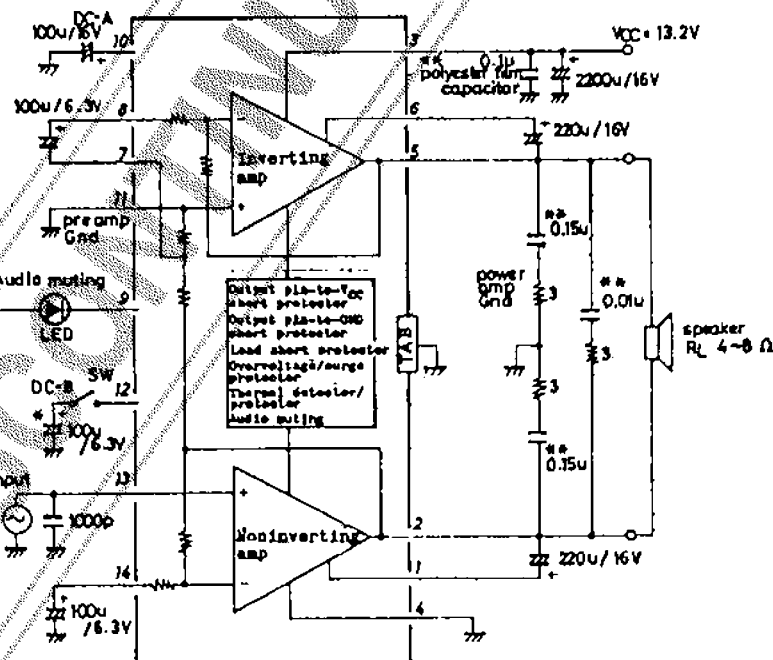 DC-A
100u/16V
10
3
VCC = 13.2V
** 0.1µ
polyester film
capacitor
2200u/16V
100u/6.3V
8
6
220u/16V
7
5
Inverting
amp
-
+
11
preamp
Gnd
**
0.15u
power
amp
Gnd
3
**
0.01u
3
Audio muting
9
LED
Output pin-to-VCC
short protector
Output pin-to-GND
short protector
Load short protector
Overvoltage/surge
protector
Thermal detector/
protector
Audio muting
TAB
speaker
RL 4~8 Ω
DC-B
SW
12
*
100u
/6.3V
3
**
0.15u
13
1000p
+
Noninverting
amp
-
2
1
220u/16V
14
100u
/6.3V
4
DISCONTINU